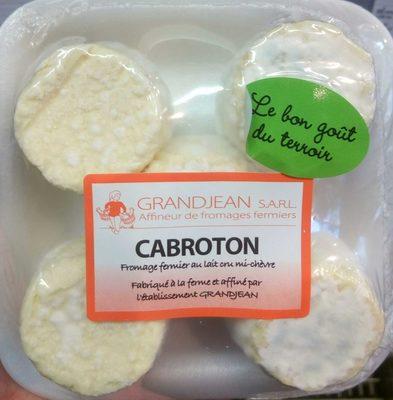 Le bon goût
du terroir
GRANDJEAN S.A.R.L.
Affineur de fromages fermiers
CABROTON
Fromage fermier au lait cru mi-chèvre
Fabriqué à la ferme et affiné par
l'établissement GRANDJEAN